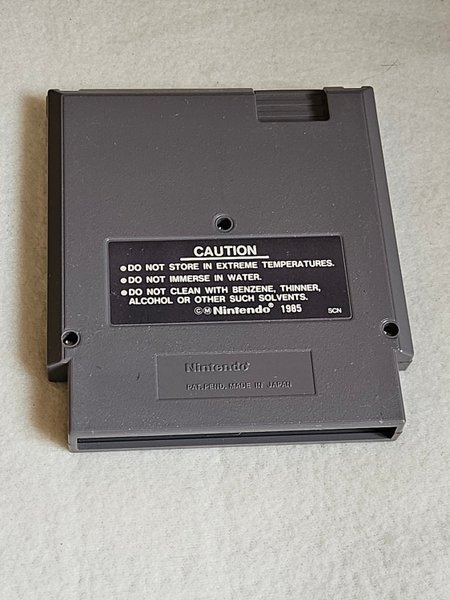 CAUTION
●DO NOT STORE IN EXTREME TEMPERATURES.
●DO NOT IMMERSE IN WATER.
●DO NOT CLEAN WITH BENZENE, THINNER,
ALCOHOL OR OTHER SUCH SOLVENTS.
©Ⓜ Nintendo® 1985 SCN
Nintendo®
PAT. PEND. MADE IN JAPAN